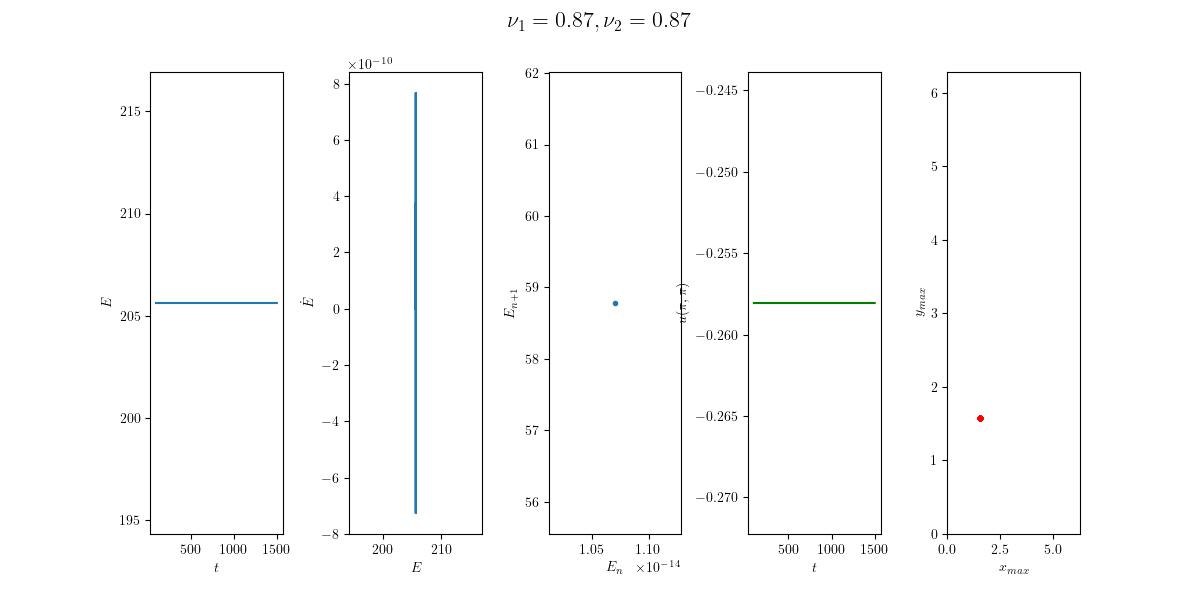 ν₁ = 0.87, ν₂ = 0.87
215
210
205
200
195
500 1000 1500
E
t
×10⁻¹⁰
8
6
4
2
0
−2
−4
−6
−8
200 210
Ė
E
62
61
60
59
58
57
56
1.05 1.10
×10⁻¹⁴
Eₙ₊₁
Eₙ
−0.245
−0.250
−0.255
−0.260
−0.265
−0.270
500 1000 1500
u(π, π)
t
6
5
4
3
2
1
0
0.0 2.5 5.0
y_max
x_max